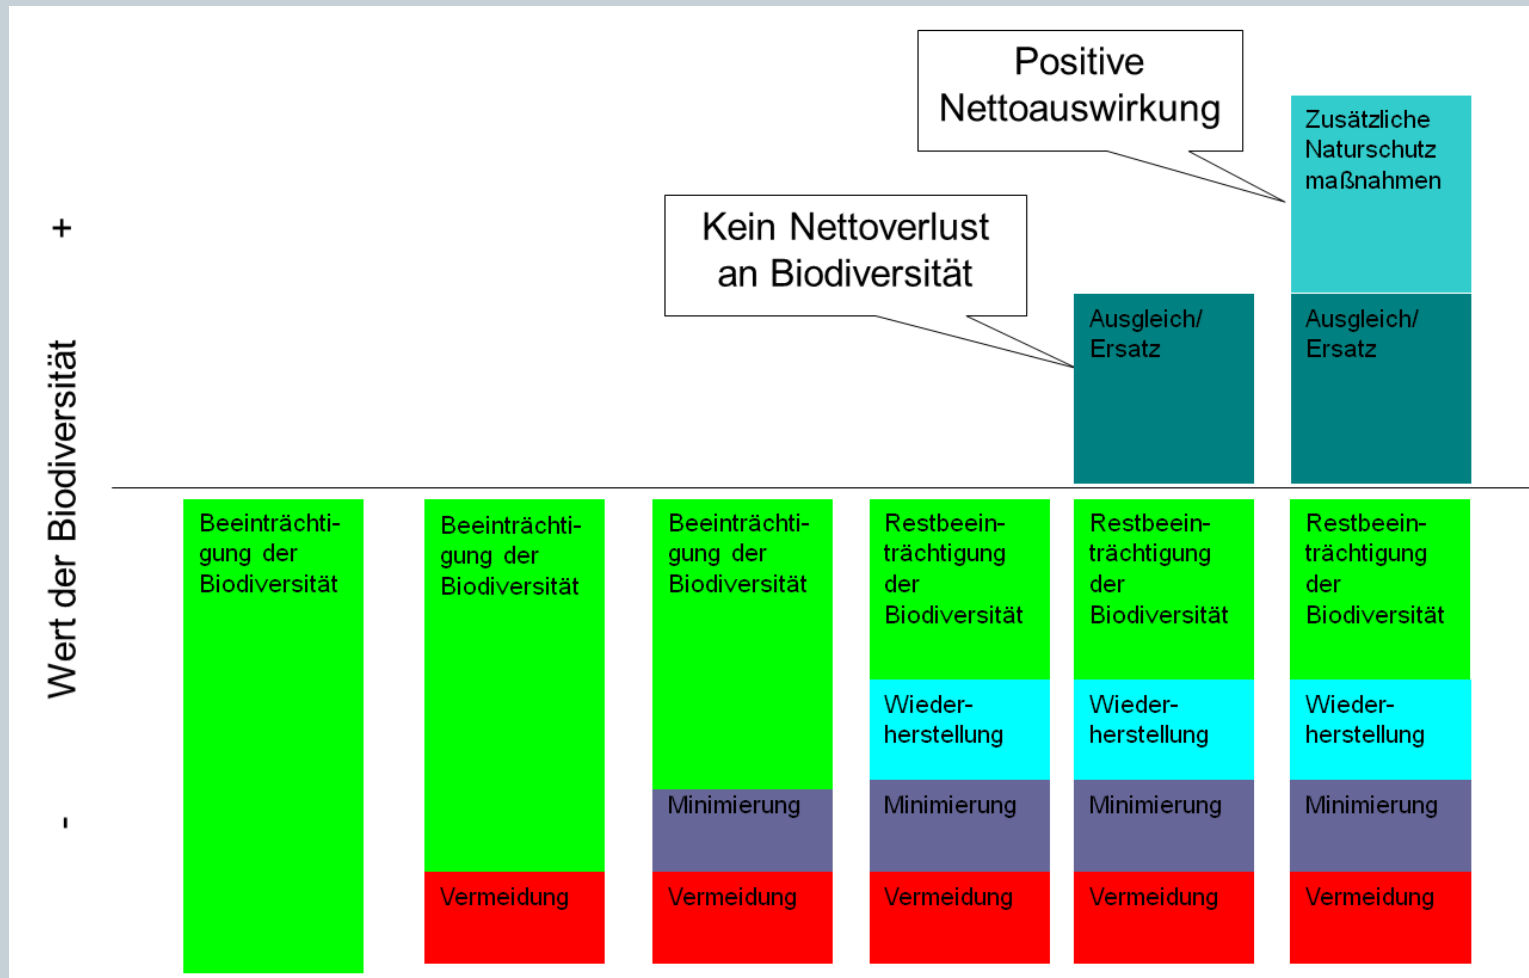 Positive
Nettoauswirkung
Zusätzliche
Naturschutz
maßnahmen
Kein Nettoverlust
an Biodiversität
Ausgleich/
Ersatz
Ausgleich/
Ersatz
+
Wert der Biodiversität
-
Beeinträchti-
gung der
Biodiversität
Beeinträchti-
gung der
Biodiversität
Vermeidung
Beeinträchti-
gung der
Biodiversität
Minimierung
Vermeidung
Restbeein-
trächtigung
der
Biodiversität
Wieder-
herstellung
Minimierung
Vermeidung
Restbeein-
trächtigung
der
Biodiversität
Wieder-
herstellung
Minimierung
Vermeidung
Restbeein-
trächtigung
der
Biodiversität
Wieder-
herstellung
Minimierung
Vermeidung